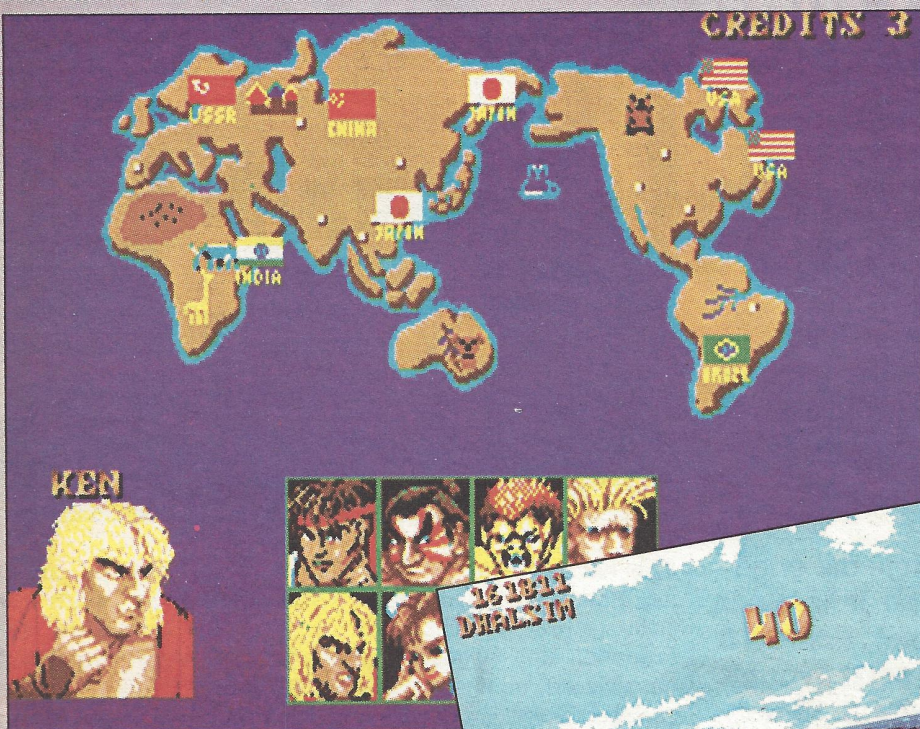 CREDITS 3
USSR
CHINA
JAPAN
USA
USA
JAPAN
INDIA
BRAZIL
KEN
161811
DHALSIM
40